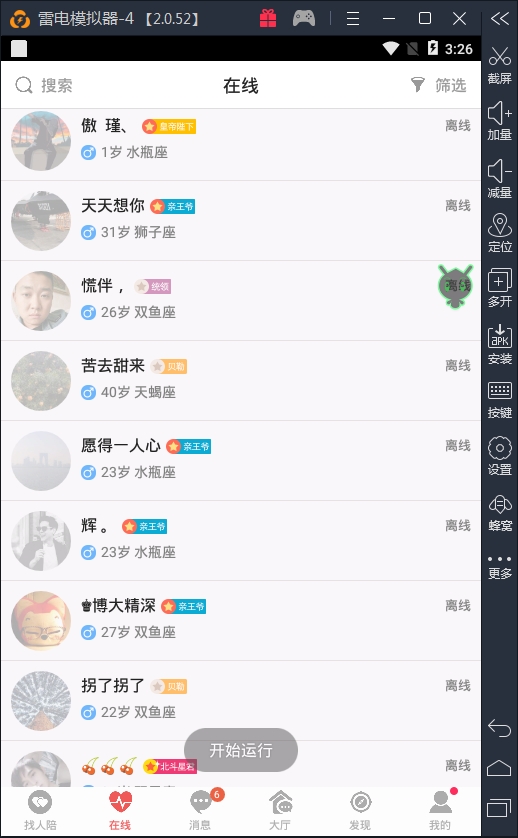 雷电模拟器-4 【2.0.52】
3:26
搜索 在线 筛选
傲 瑾、 皇帝陛下 离线
1岁 水瓶座
天天想你 亲王爷 离线
31岁 狮子座
慌伴， 统领 离线
26岁 双鱼座
苦去甜来 贝勒 离线
40岁 天蝎座
愿得一人心 亲王爷 离线
23岁 水瓶座
辉 。 亲王爷 离线
23岁 水瓶座
♚博大精深 亲王爷 离线
27岁 双鱼座
拐了拐了 贝勒 离线
22岁 双鱼座
🍒🍒🍒 北斗星君 离线
开始运行
找人陪 在线 消息 6 大厅 发现 我的
截屏
加量
减量
定位
多开
APK
安装
按键
设置
蜂窝
更多